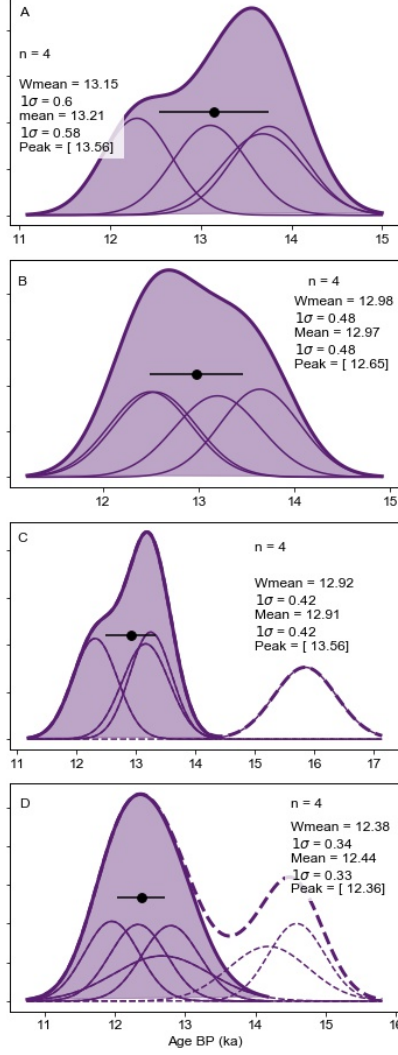 A
n = 4
Wmean = 13.15
1σ = 0.6
mean = 13.21
1σ = 0.58
Peak = [ 13.56]
11 12 13 14 15
B
n = 4
Wmean = 12.98
1σ = 0.48
Mean = 12.97
1σ = 0.48
Peak = [ 12.65]
12 13 14 15
C
n = 4
Wmean = 12.92
1σ = 0.42
Mean = 12.91
1σ = 0.42
Peak = [ 13.56]
11 12 13 14 15 16 17
D
n = 4
Wmean = 12.38
1σ = 0.34
Mean = 12.44
1σ = 0.33
Peak = [ 12.36]
11 12 13 14 15 16
Age BP (ka)